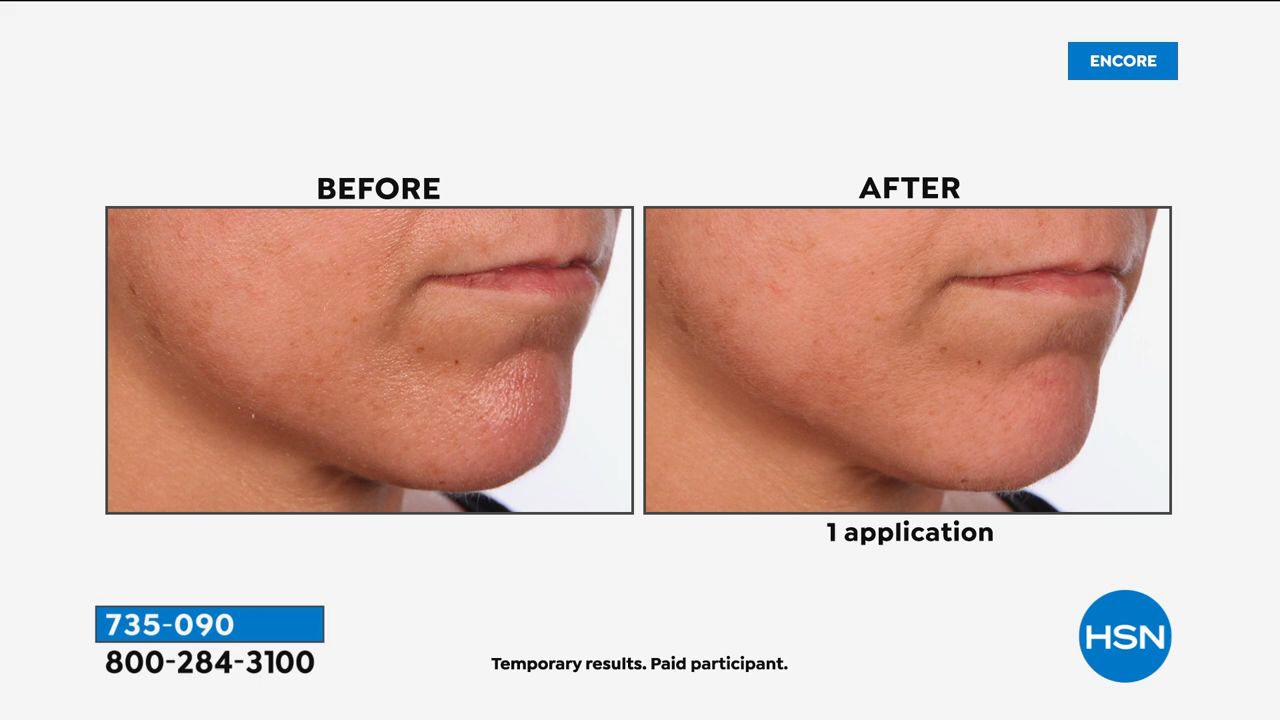 ENCORE
BEFORE
AFTER
1 application
735-090
800-284-3100
Temporary results. Paid participant.
HSN